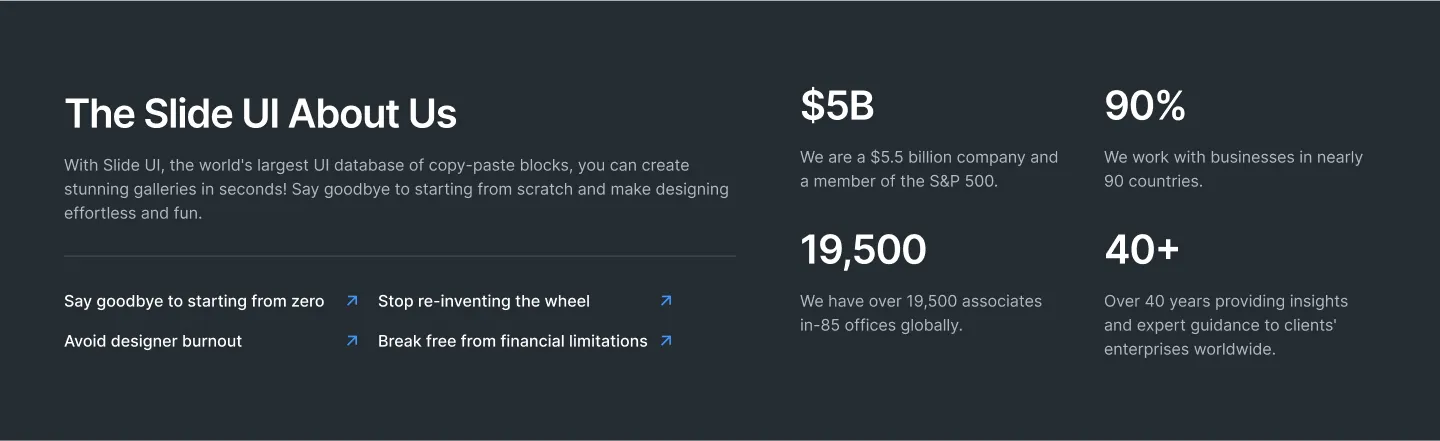 The Slide UI About Us
With Slide UI, the world's largest UI database of copy-paste blocks, you can create
stunning galleries in seconds! Say goodbye to starting from scratch and make designing
effortless and fun.
Say goodbye to starting from zero
Stop re-inventing the wheel
Avoid designer burnout
Break free from financial limitations
$5B
We are a $5.5 billion company and
a member of the S&P 500.
90%
We work with businesses in nearly
90 countries.
19,500
We have over 19,500 associates
in-85 offices globally.
40+
Over 40 years providing insights
and expert guidance to clients'
enterprises worldwide.